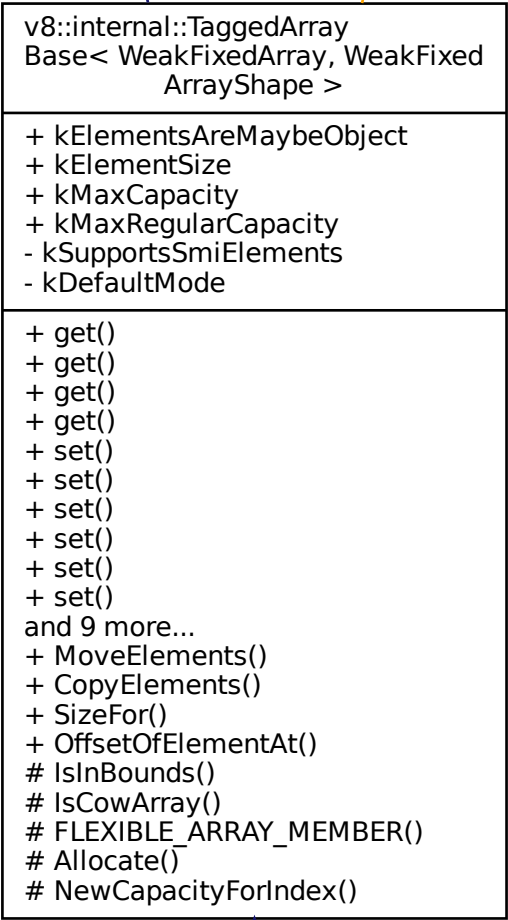 v8::internal::TaggedArray
Base< WeakFixedArray, WeakFixed
ArrayShape >
+ kElementsAreMaybeObject
+ kElementSize
+ kMaxCapacity
+ kMaxRegularCapacity
- kSupportsSmiElements
- kDefaultMode
+ get()
+ get()
+ get()
+ get()
+ set()
+ set()
+ set()
+ set()
+ set()
+ set()
and 9 more...
+ MoveElements()
+ CopyElements()
+ SizeFor()
+ OffsetOfElementAt()
# IsInBounds()
# IsCowArray()
# FLEXIBLE_ARRAY_MEMBER()
# Allocate()
# NewCapacityForIndex()